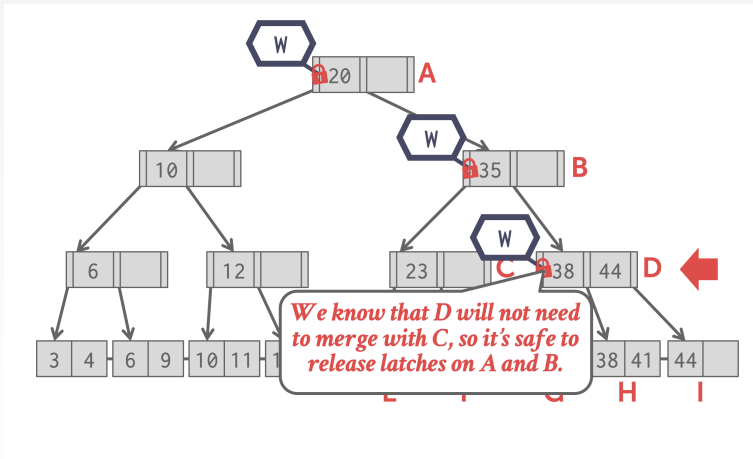 W
20 A
W
10
35 B
W
6
12
23 C
38 44 D
We know that D will not need
to merge with C, so it's safe to
release latches on A and B.
3 4
6 9
10 11
38 41
44
H
I